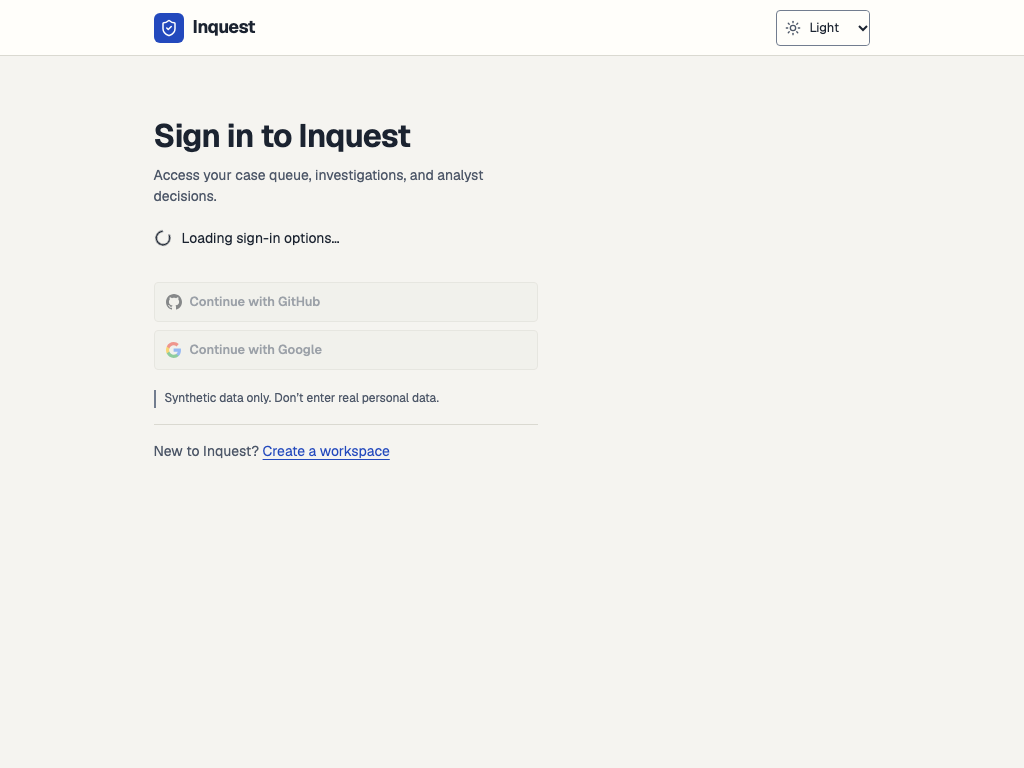 Inquest
Light
Sign in to Inquest
Access your case queue, investigations, and analyst
decisions.
Loading sign-in options…
Continue with GitHub
Continue with Google
Synthetic data only. Don’t enter real personal data.
New to Inquest? Create a workspace